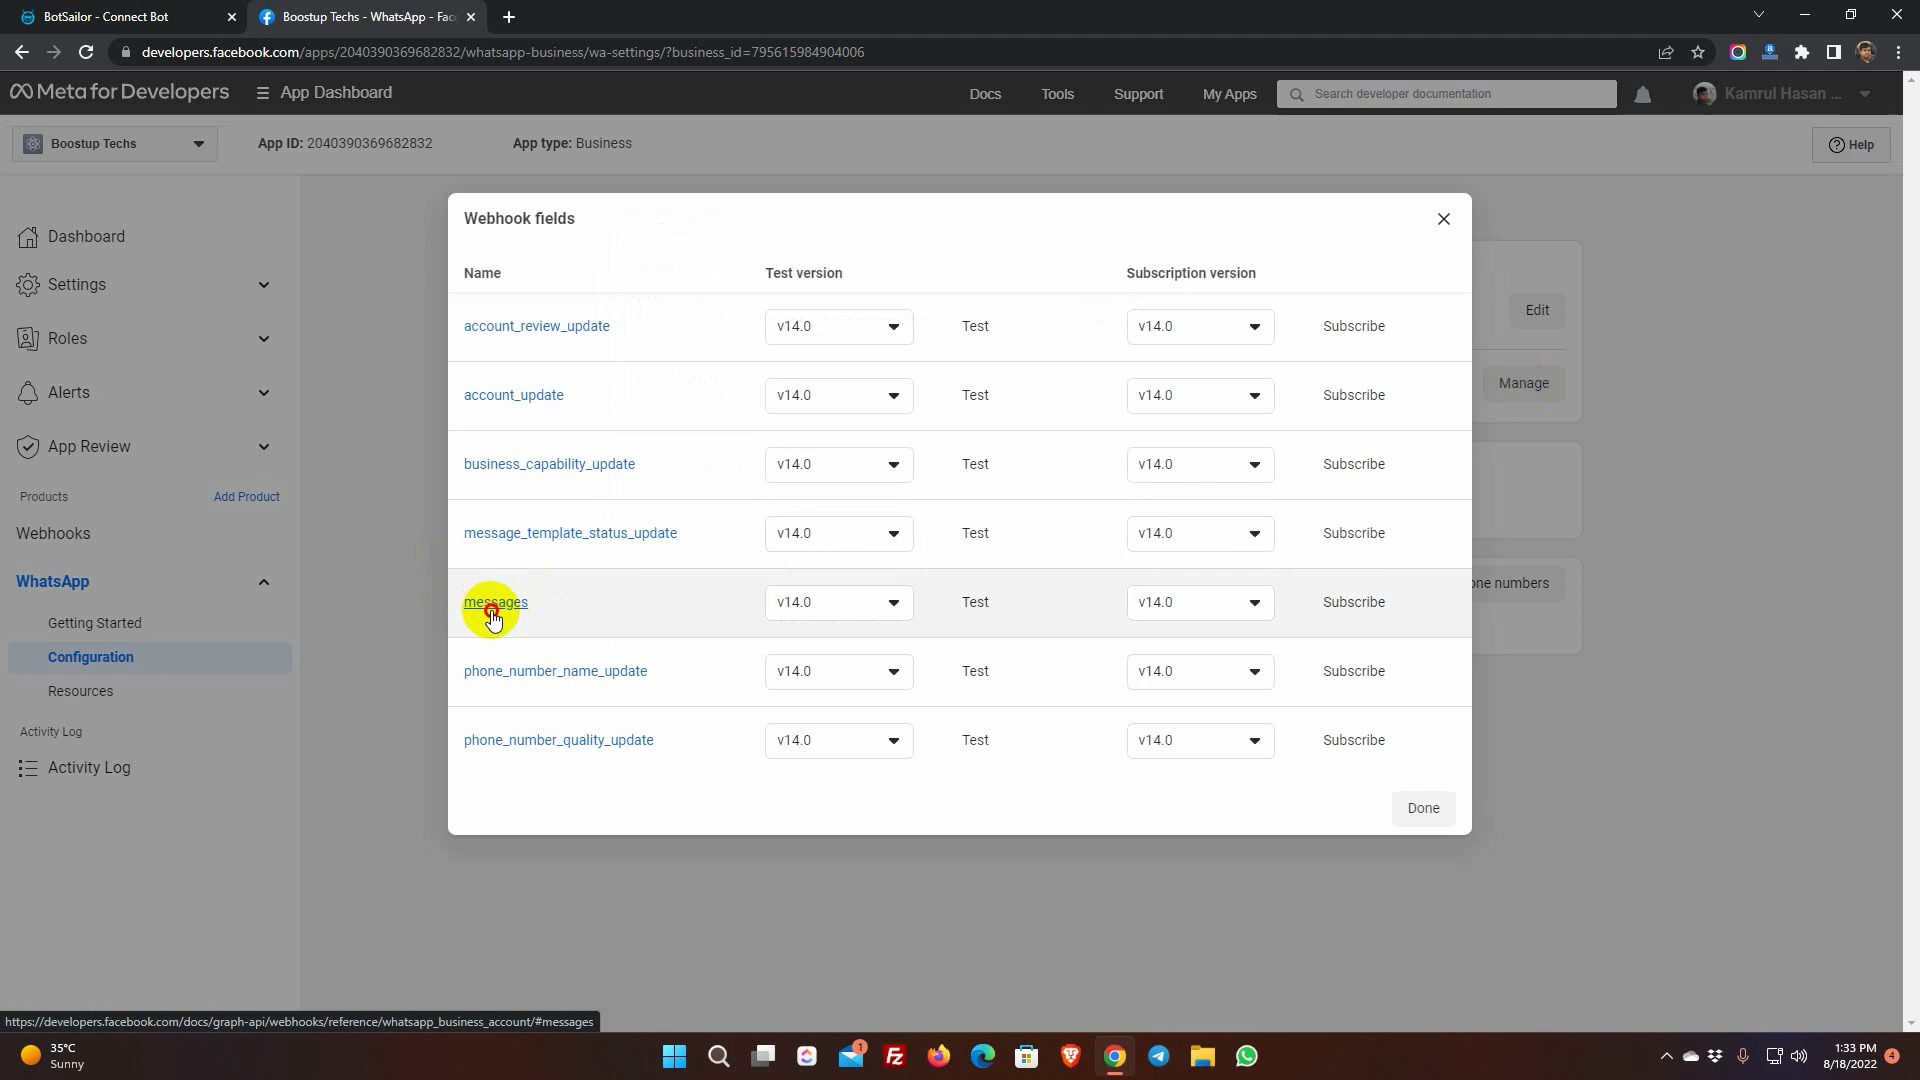 BotSailor - Connect Bot
Boostup Techs - WhatsApp - Fac
developers.facebook.com/apps/2040390369682832/whatsapp-business/wa-settings/?business_id=795615984904006
Meta for Developers
App Dashboard
Docs
Tools
Support
My Apps
Search developer documentation
Kamrul Hasan ...
Boostup Techs
App ID: 2040390369682832
App type: Business
Help
Dashboard
Settings
Roles
Alerts
App Review
Products
Add Product
Webhooks
WhatsApp
Getting Started
Configuration
Resources
Activity Log
Activity Log
Webhook fields
Name Test version Subscription version
account_review_update v14.0 Test v14.0 Subscribe
account_update v14.0 Test v14.0 Subscribe
business_capability_update v14.0 Test v14.0 Subscribe
message_template_status_update v14.0 Test v14.0 Subscribe
messages v14.0 Test v14.0 Subscribe
phone_number_name_update v14.0 Test v14.0 Subscribe
phone_number_quality_update v14.0 Test v14.0 Subscribe
Done
Edit
Manage
one numbers
https://developers.facebook.com/docs/graph-api/webhooks/reference/whatsapp_business_account/#messages
35°C
Sunny
1
Fz
1:33 PM
8/18/2022
4